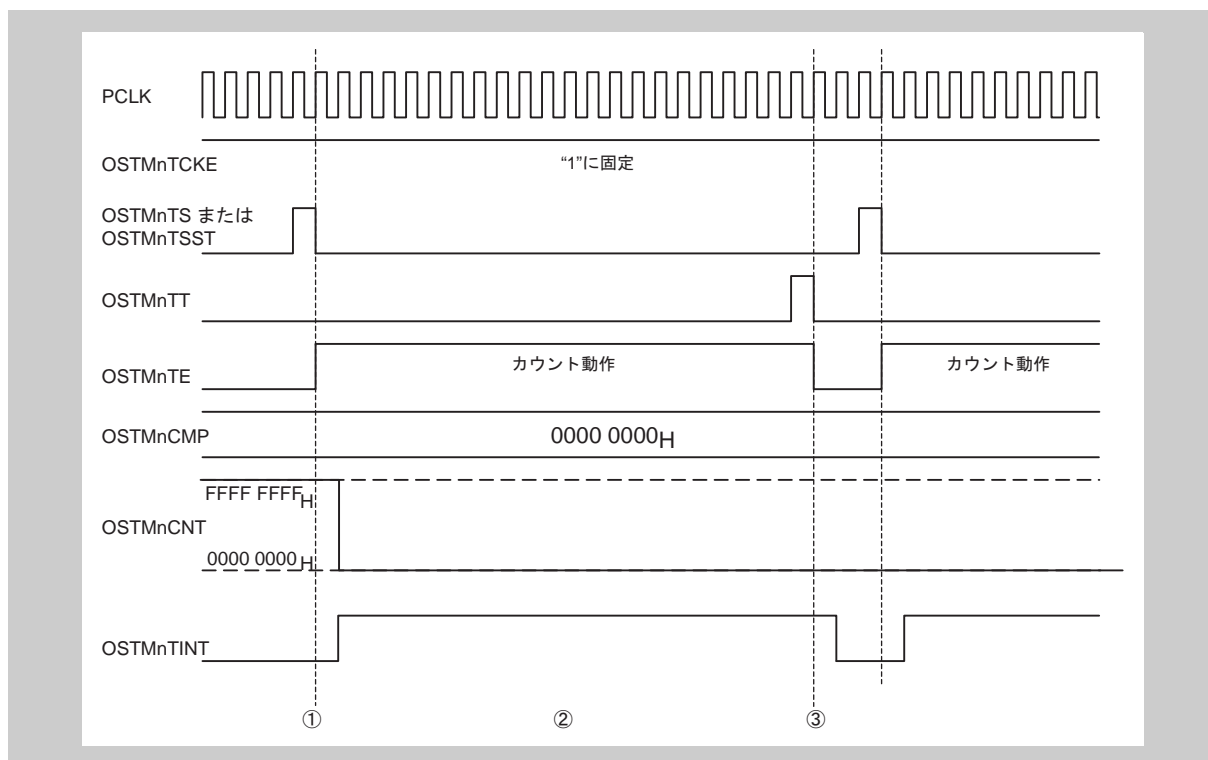 PCLK
OSTMnTCKE
“1”に固定
OSTMnTS または
OSTMnTSST
OSTMnTT
OSTMnTE
カウント動作
カウント動作
OSTMnCMP
0000 0000H
FFFF FFFFH
OSTMnCNT
0000 0000H
OSTMnTINT
① ② ③